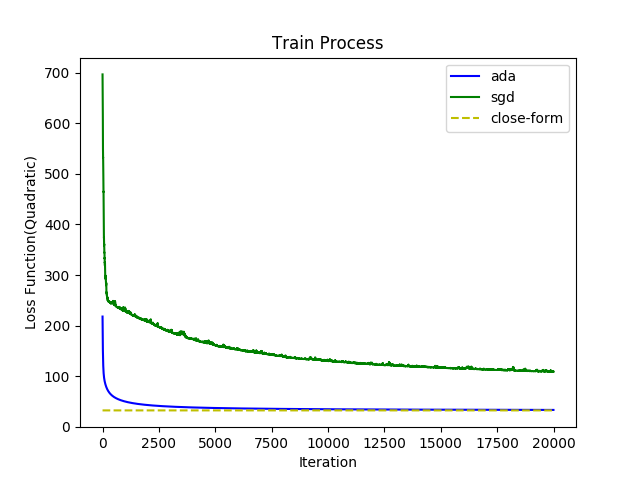 Train Process
ada
sgd
close-form
Loss Function(Quadratic)
700
600
500
400
300
200
100
0
0 2500 5000 7500 10000 12500 15000 17500 20000
Iteration